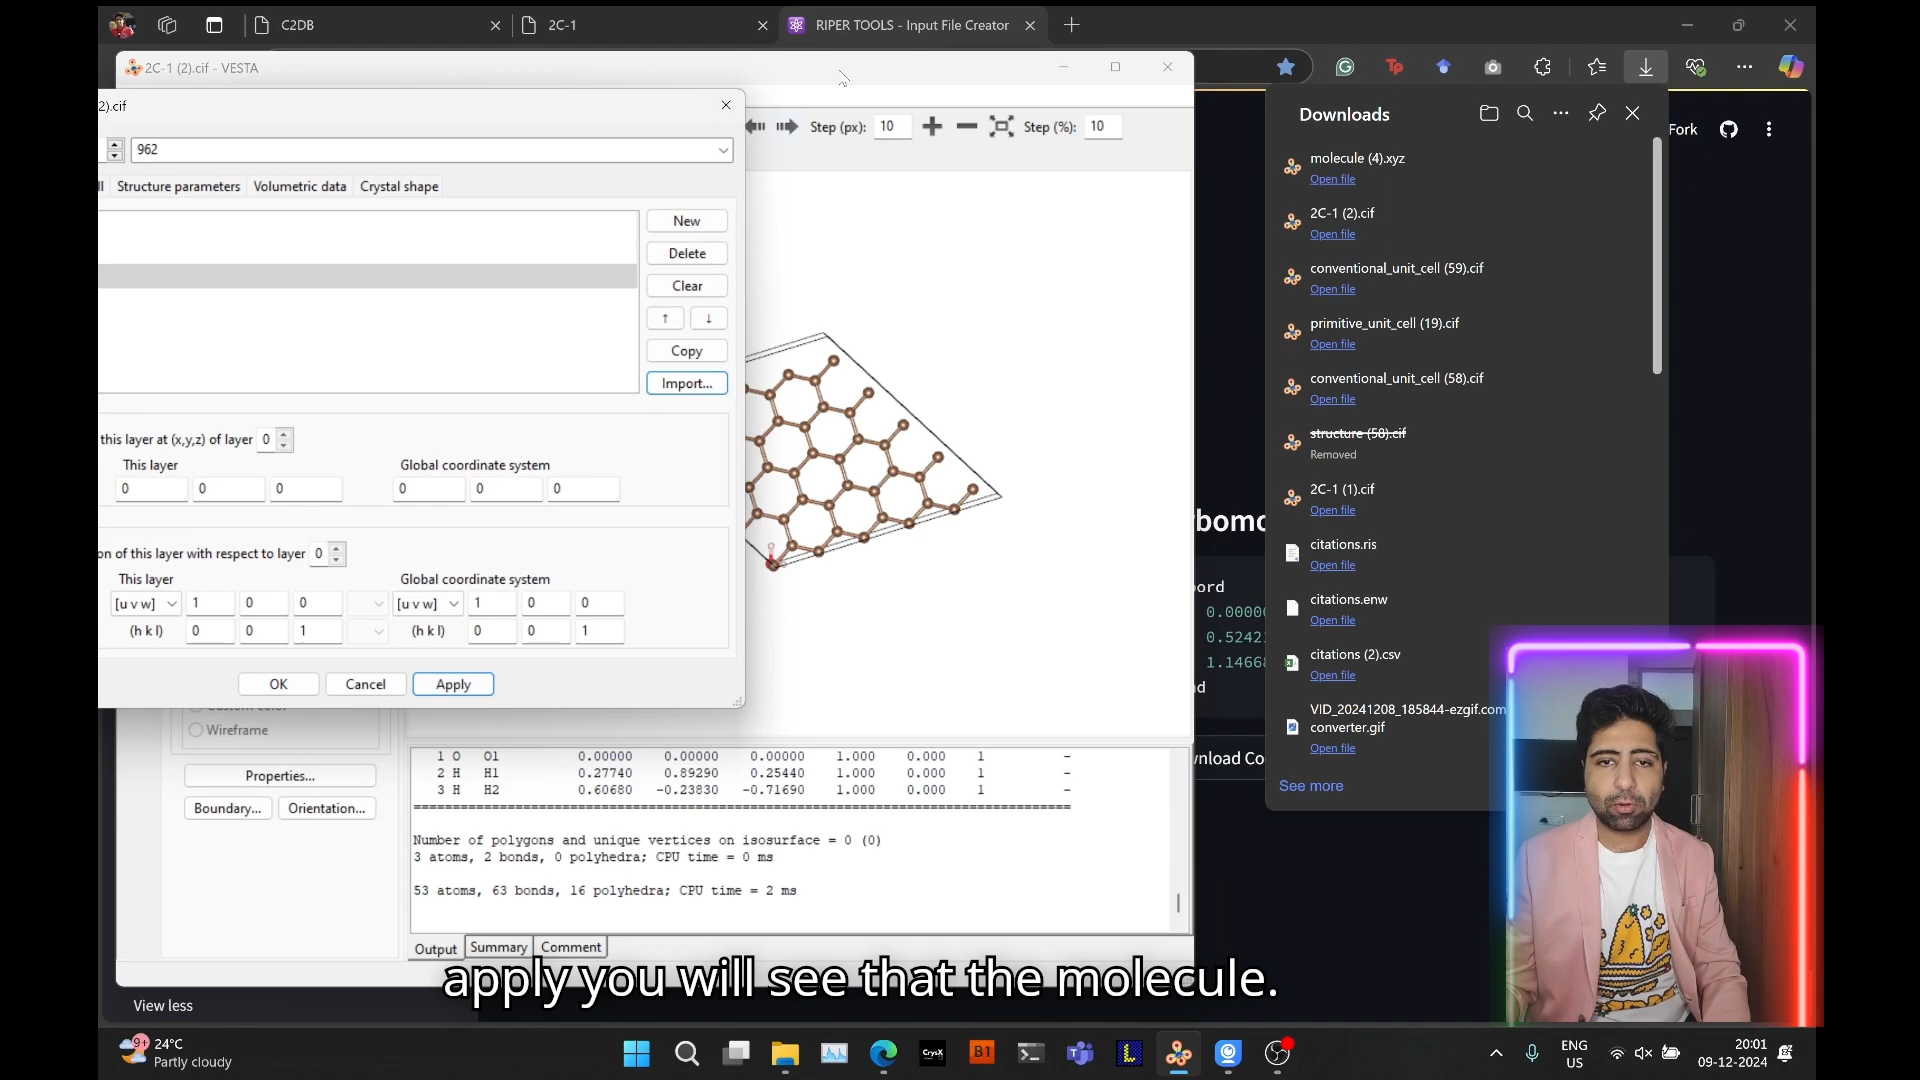 C2DB
2C-1
RIPER TOOLS - Input File Creator
2C-1 (2).cif - VESTA
2).cif
Step (px): 10
Step (%): 10
962
Structure parameters
Volumetric data
Crystal shape
New
Delete
Clear
↑ ↓
Copy
Import...
this layer at (x,y,z) of layer 0
This layer
Global coordinate system
0 0 0 0 0 0
on of this layer with respect to layer 0
This layer
Global coordinate system
[u v w] 1 0 0 [u v w] 1 0 0
(h k l) 0 0 1 (h k l) 0 0 1
OK
Cancel
Apply
Custom color
Wireframe
Properties...
Boundary...
Orientation...
1 O O1 0.00000 0.00000 0.00000 1.000 0.000 1 -
2 H H1 0.27740 0.89290 0.25440 1.000 0.000 1 -
3 H H2 0.60680 -0.23830 -0.71690 1.000 0.000 1 -
Number of polygons and unique vertices on isosurface = 0 (0)
3 atoms, 2 bonds, 0 polyhedra; CPU time = 0 ms
53 atoms, 63 bonds, 16 polyhedra; CPU time = 2 ms
Output
Summary
Comment
Fork
Downloads
molecule (4).xyz
Open file
2C-1 (2).cif
Open file
conventional_unit_cell (59).cif
Open file
primitive_unit_cell (19).cif
Open file
conventional_unit_cell (58).cif
Open file
structure (58).cif
Removed
2C-1 (1).cif
Open file
citations.ris
Open file
citations.enw
Open file
citations (2).csv
Open file
VID_20241208_185844-ezgif.com
converter.gif
Open file
See more
rbomo
ord
0.0000
0.5242
1.1466
nd
nload Co
apply you will see that the molecule.
View less
9+
24°C
Partly cloudy
CrysX
B1
ENG
US
20:01
09-12-2024